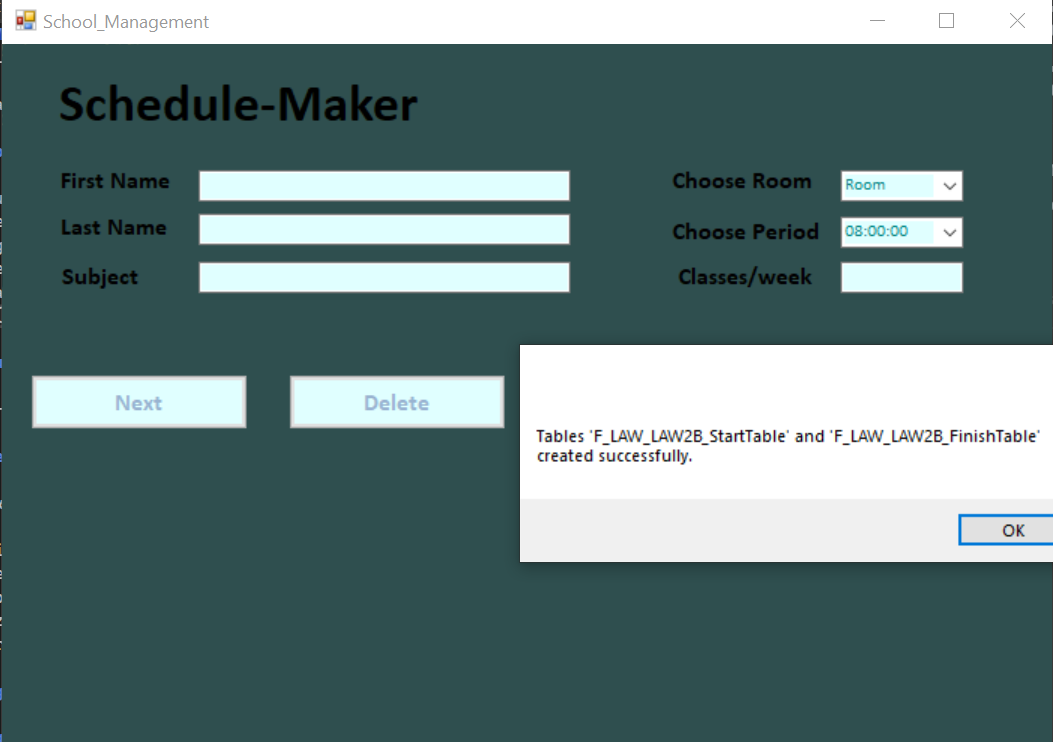 School_Management
Schedule-Maker
First Name
Last Name
Subject
Choose Room
Room
Choose Period
08:00:00
Classes/week
Next
Delete
Tables 'F_LAW_LAW2B_StartTable' and 'F_LAW_LAW2B_FinishTable'
created successfully.
OK